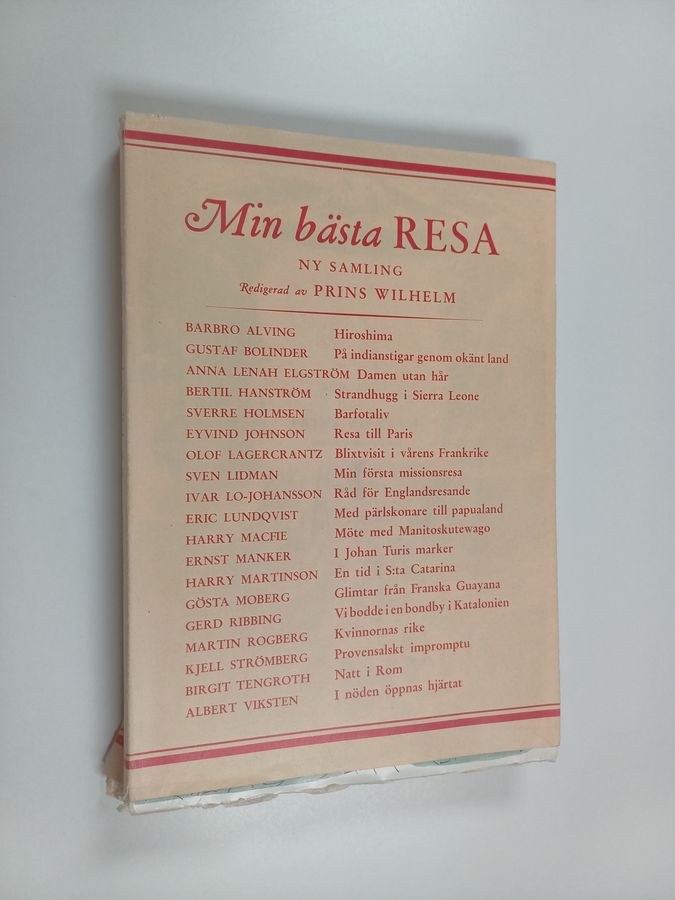 Min bästa RESA
NY SAMLING
Redigerad av PRINS WILHELM
BARBRO ALVING Hiroshima
GUSTAF BOLINDER På indianstigar genom okänt land
ANNA LENAH ELGSTRÖM Damen utan hår
BERTIL HANSTRÖM Strandhugg i Sierra Leone
SVERRE HOLMSEN Barfotaliv
EYVIND JOHNSON Resa till Paris
OLOF LAGERCRANTZ Blixtvisit i vårens Frankrike
SVEN LIDMAN Min första missionsresa
IVAR LO-JOHANSSON Råd för Englandsresande
ERIC LUNDQVIST Med pärlskonare till papualand
HARRY MACFIE Möte med Manitoskutewago
ERNST MANKER I Johan Turis marker
HARRY MARTINSON En tid i S:ta Catarina
GÖSTA MOBERG Glimtar från Franska Guayana
GERD RIBBING Vi bodde i en bondby i Katalonien
MARTIN ROGBERG Kvinnornas rike
KJELL STRÖMBERG Provensalskt impromptu
BIRGIT TENGROTH Natt i Rom
ALBERT VIKSTEN I nöden öppnas hjärtat